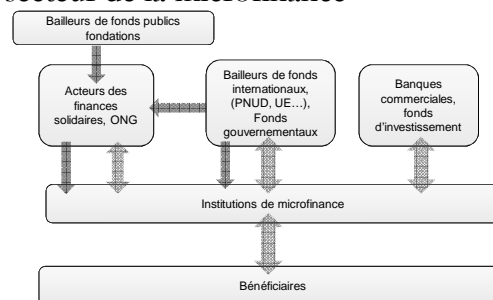 secteur de la microfinance
Bailleurs de fonds publics
fondations
Acteurs des
finances
solidaires, ONG
Bailleurs de fonds
internationaux,
(PNUD, UE…),
Fonds
gouvernementaux
Banques
commerciales,
fonds
d'investissement
Institutions de microfinance
Bénéficiaires